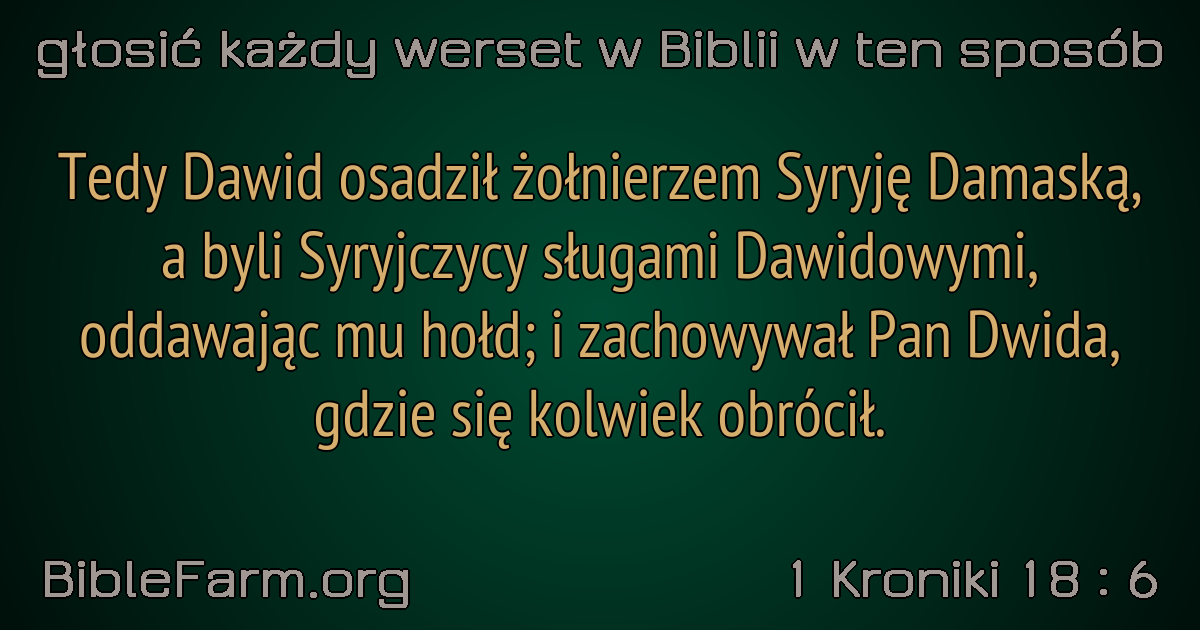 głosić każdy werset w Biblii w ten sposób
Tedy Dawid osadził żołnierzem Syryję Damaską,
a byli Syryjczycy sługami Dawidowymi,
oddawając mu hołd; i zachowywał Pan Dwida,
gdzie się kolwiek obrócił.
BibleFarm.org
1 Kroniki 18 : 6